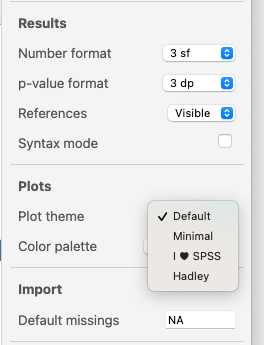 Results
Number format 3 sf
p-value format 3 dp
References Visible
Syntax mode
Plots
Plot theme ✓ Default
Minimal
Color palette I ♥ SPSS
Hadley
Import
Default missings NA